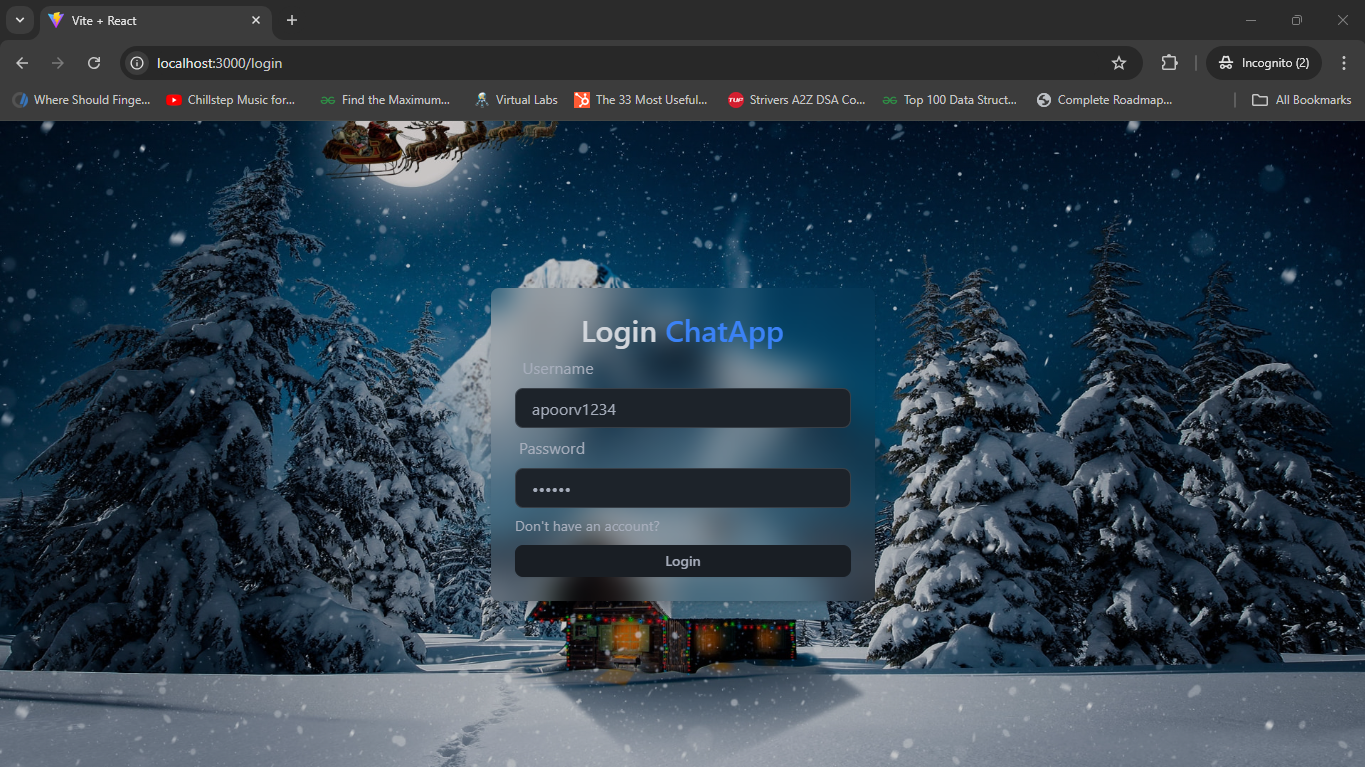 Vite + React
localhost:3000/login
Incognito (2)
Where Should Finge... Chillstep Music for... Find the Maximum... Virtual Labs The 33 Most Useful... TUF Strivers A2Z DSA Co... Top 100 Data Struct... Complete Roadmap... All Bookmarks
Login ChatApp
Username
apoorv1234
Password
••••••
Don't have an account?
Login